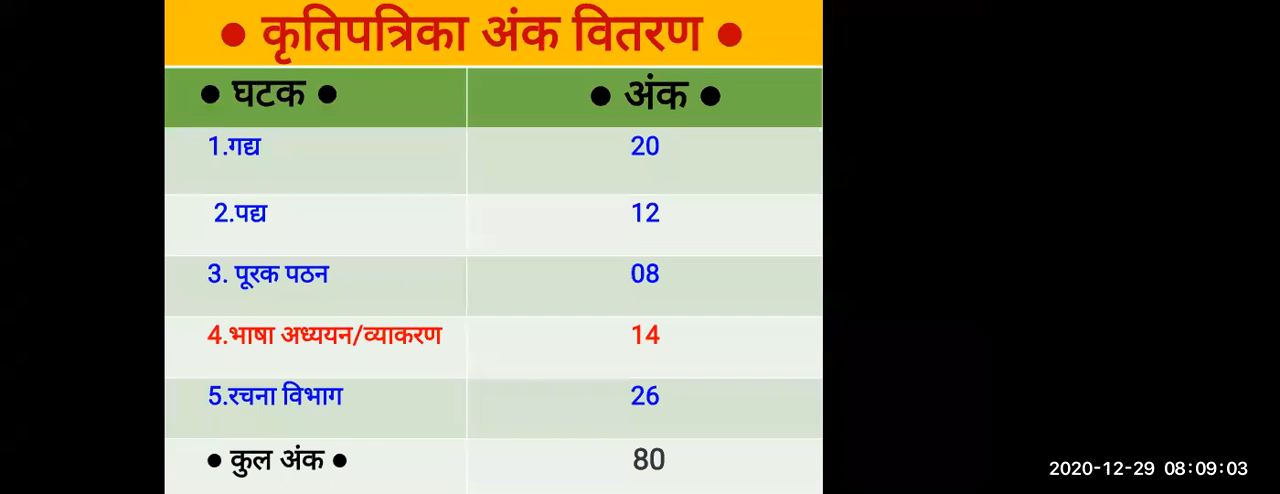 ● कृतिपत्रिका अंक वितरण ●
● घटक ● ● अंक ●
1.गद्य 20
2.पद्य 12
3. पूरक पठन 08
4.भाषा अध्ययन/व्याकरण 14
5.रचना विभाग 26
● कुल अंक ● 80
2020-12-29 08:09:03